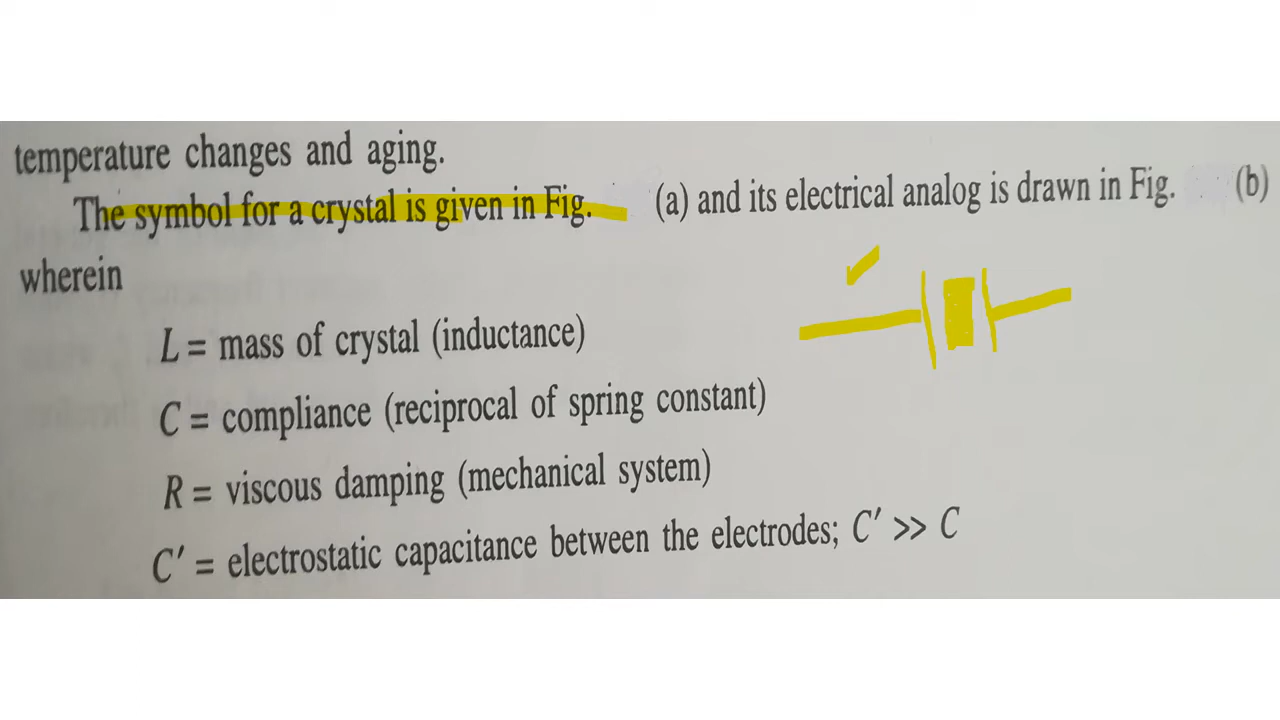 temperature changes and aging.
The symbol for a crystal is given in Fig. (a) and its electrical analog is drawn in Fig. (b)
wherein
L = mass of crystal (inductance)
C = compliance (reciprocal of spring constant)
R = viscous damping (mechanical system)
C′ = electrostatic capacitance between the electrodes; C′ >> C